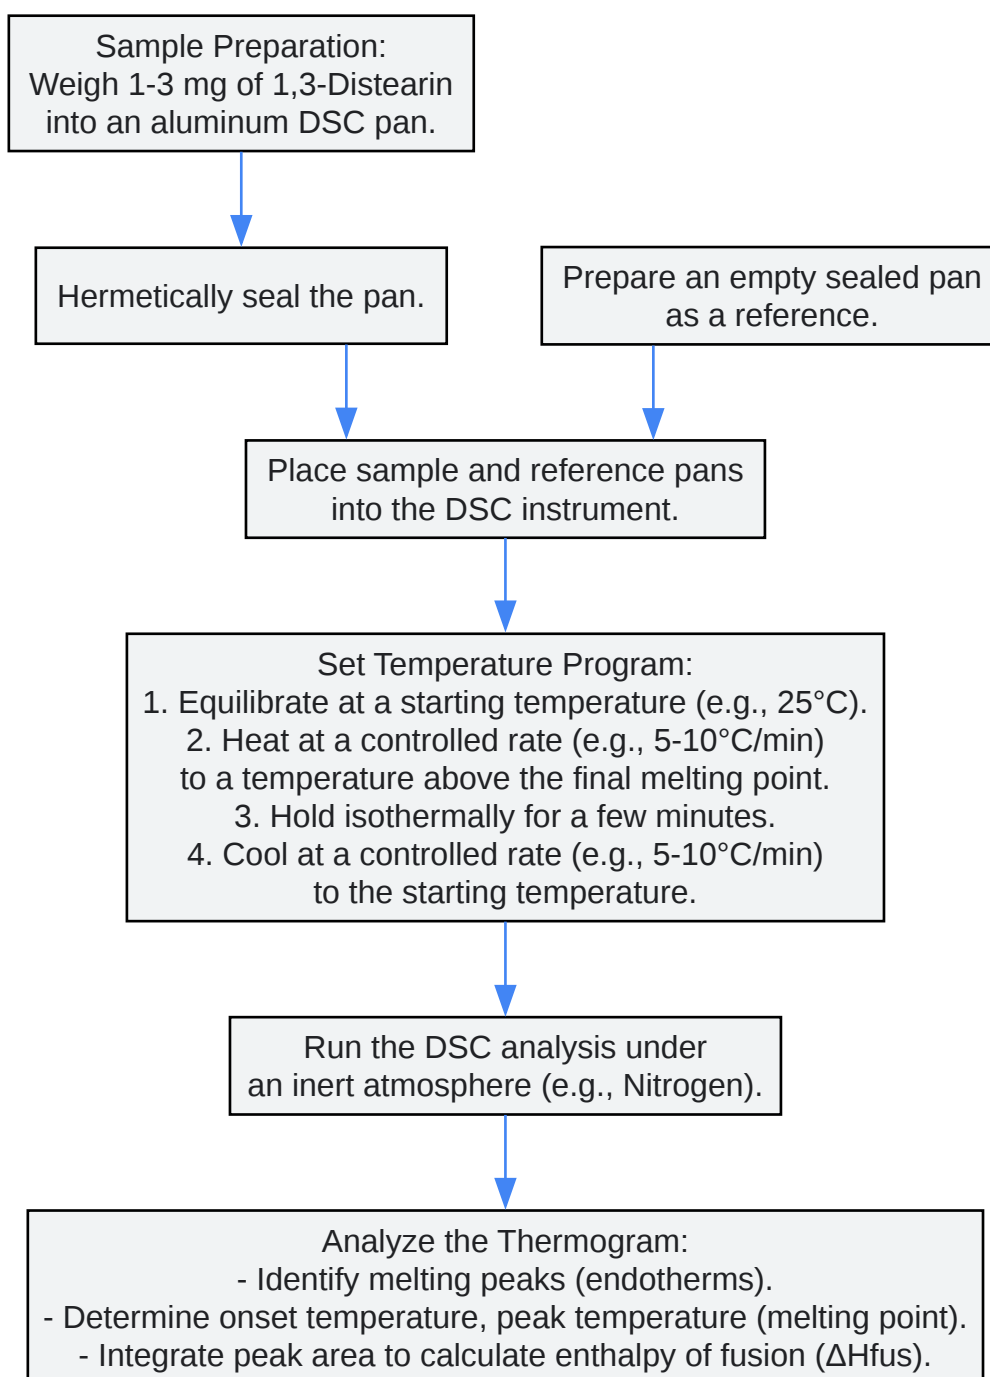 Sample Preparation:
Weigh 1-3 mg of 1,3-Distearin
into an aluminum DSC pan.
Hermetically seal the pan.
Prepare an empty sealed pan
as a reference.
Place sample and reference pans
into the DSC instrument.
Set Temperature Program:
1. Equilibrate at a starting temperature (e.g., 25°C).
2. Heat at a controlled rate (e.g., 5-10°C/min)
to a temperature above the final melting point.
3. Hold isothermally for a few minutes.
4. Cool at a controlled rate (e.g., 5-10°C/min)
to the starting temperature.
Run the DSC analysis under
an inert atmosphere (e.g., Nitrogen).
Analyze the Thermogram:
- Identify melting peaks (endotherms).
- Determine onset temperature, peak temperature (melting point).
- Integrate peak area to calculate enthalpy of fusion (ΔHfus).